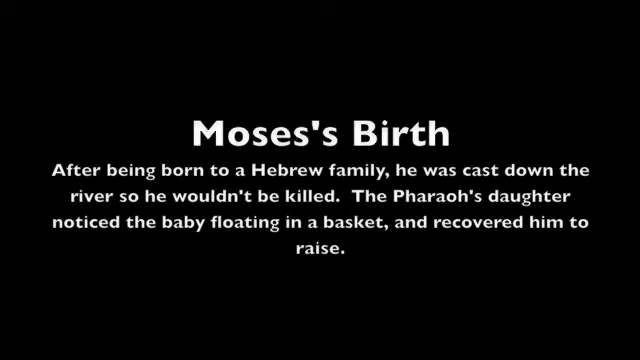 Moses's Birth
After being born to a Hebrew family, he was cast down the
river so he wouldn't be killed.  The Pharaoh's daughter
noticed the baby floating in a basket, and recovered him to
raise.